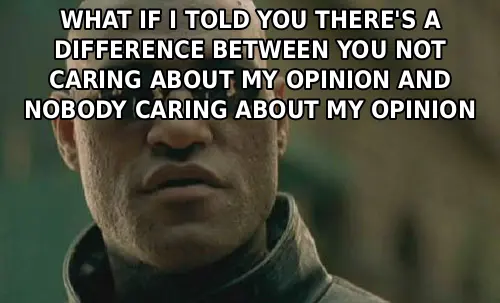 WHAT IF I TOLD YOU THERE'S A
DIFFERENCE BETWEEN YOU NOT
CARING ABOUT MY OPINION AND
NOBODY CARING ABOUT MY OPINION